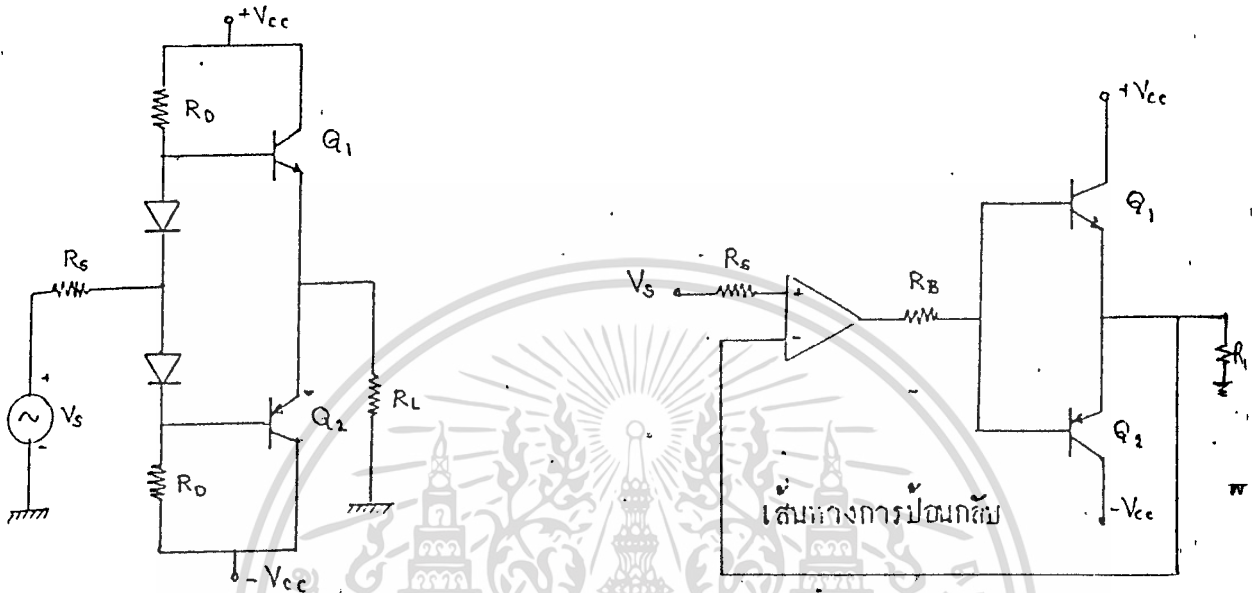 +Vcc
RD
Q1
RS
+
VS
-
Q2
RL
RD
-Vcc
+Vcc
Q1
VS
RS
+
-
RB
R1
Q2
-Vcc
เส้นทางการป้อนกลับ